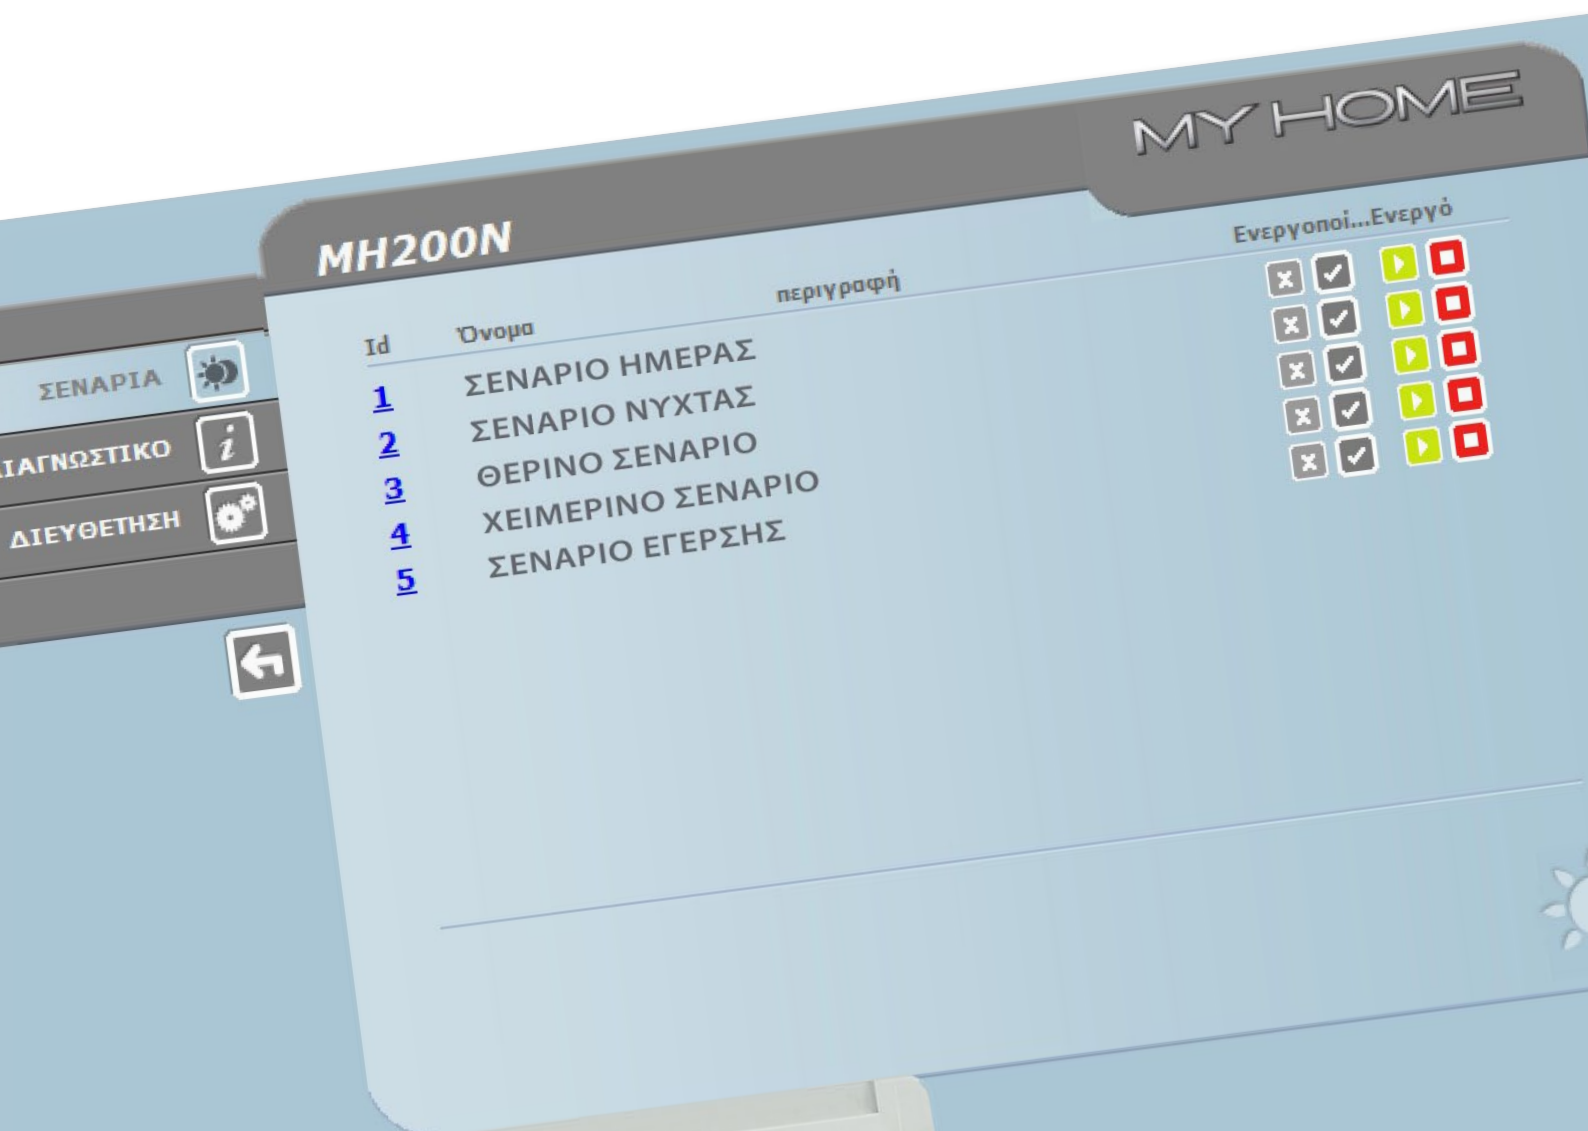 MY HOME
MH200N
Id Όνομα περιγραφή Ενεργοποί...Ενεργό
1 ΣΕΝΑΡΙΟ ΗΜΕΡΑΣ
2 ΣΕΝΑΡΙΟ ΝΥΧΤΑΣ
3 ΘΕΡΙΝΟ ΣΕΝΑΡΙΟ
4 ΧΕΙΜΕΡΙΝΟ ΣΕΝΑΡΙΟ
5 ΣΕΝΑΡΙΟ ΕΓΕΡΣΗΣ
ΣΕΝΑΡΙΑ
ΙΑΓΝΩΣΤΙΚΟ
ΔΙΕΥΘΕΤΗΣΗ